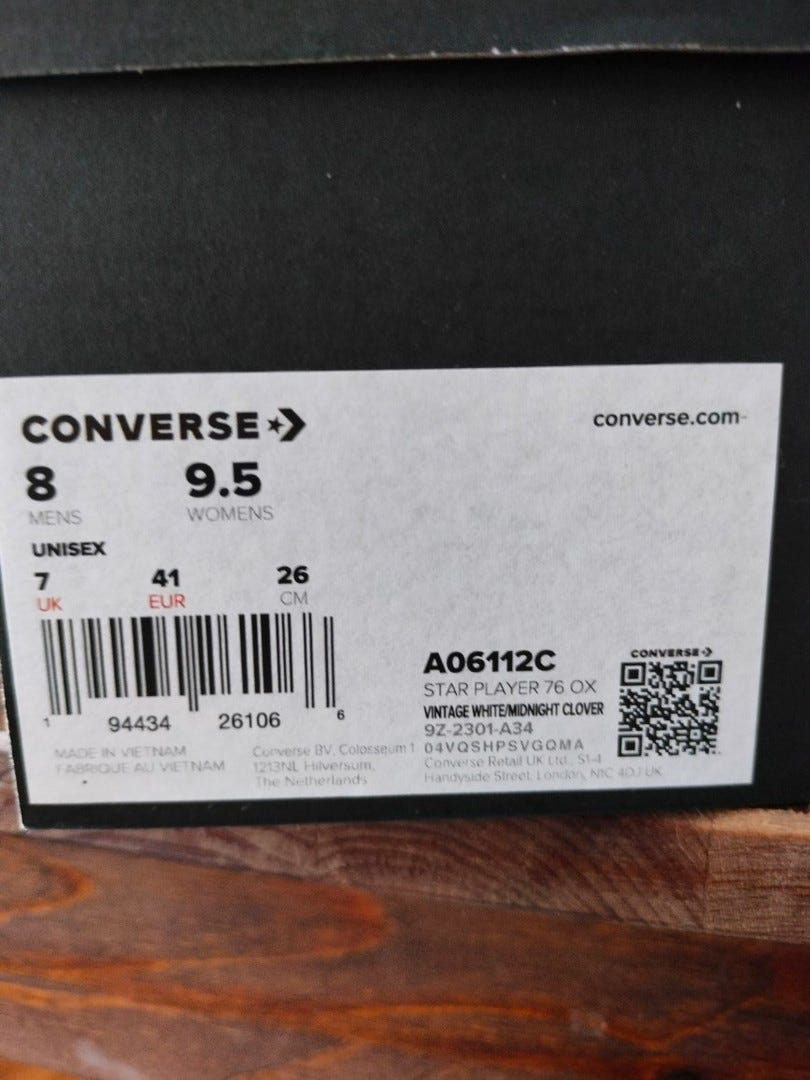 CONVERSE
converse.com
8 9.5
MENS WOMENS
UNISEX
7 41 26
UK EUR CM
1 94434 26106 6
MADE IN VIETNAM
FABRIQUE AU VIETNAM
Converse BV, Colosseum 1
1213NL Hilversum,
The Netherlands
A06112C
STAR PLAYER 76 OX
VINTAGE WHITE/MIDNIGHT CLOVER
9Z-2301-A34
04VQSHPSVGQMA
Converse Retail UK Ltd., S1-4
Handyside Street, London, N1C 4DJ UK
CONVERSE